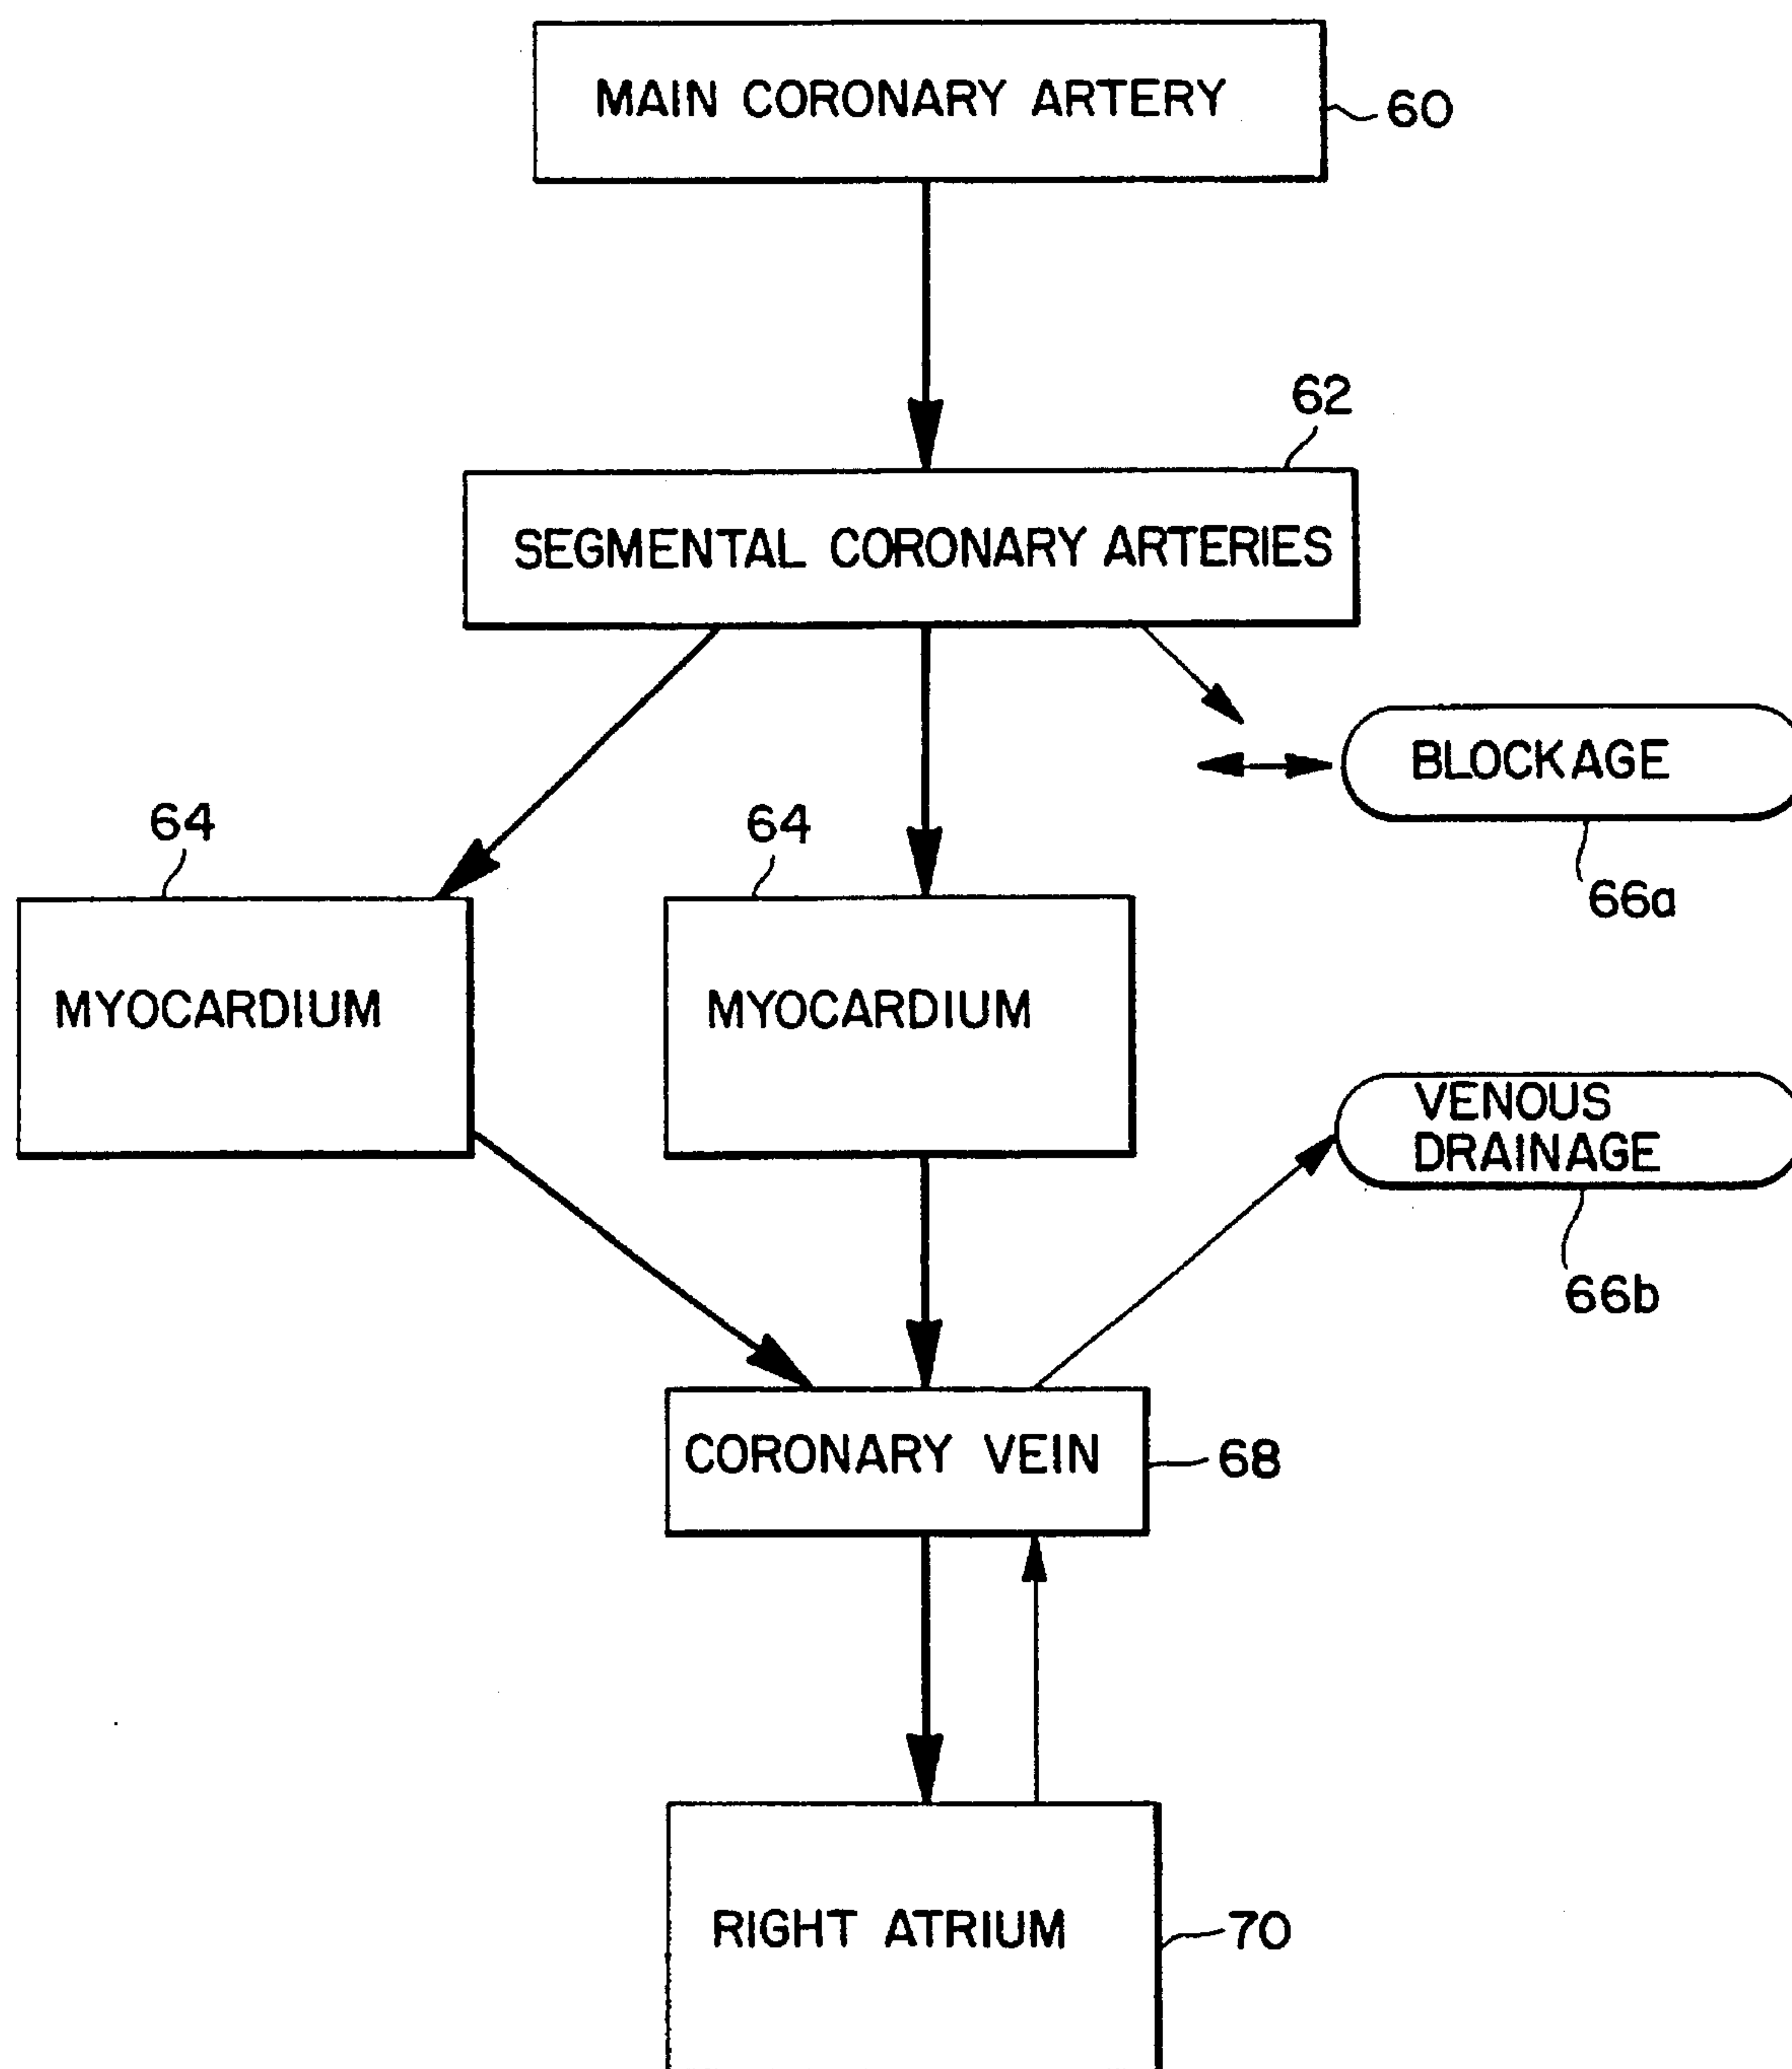 MAIN CORONARY ARTERY
60
62
SEGMENTAL CORONARY ARTERIES
BLOCKAGE
64
64
66a
MYOCARDIUM
MYOCARDIUM
VENOUS
DRAINAGE
66b
CORONARY VEIN
68
RIGHT ATRIUM
70